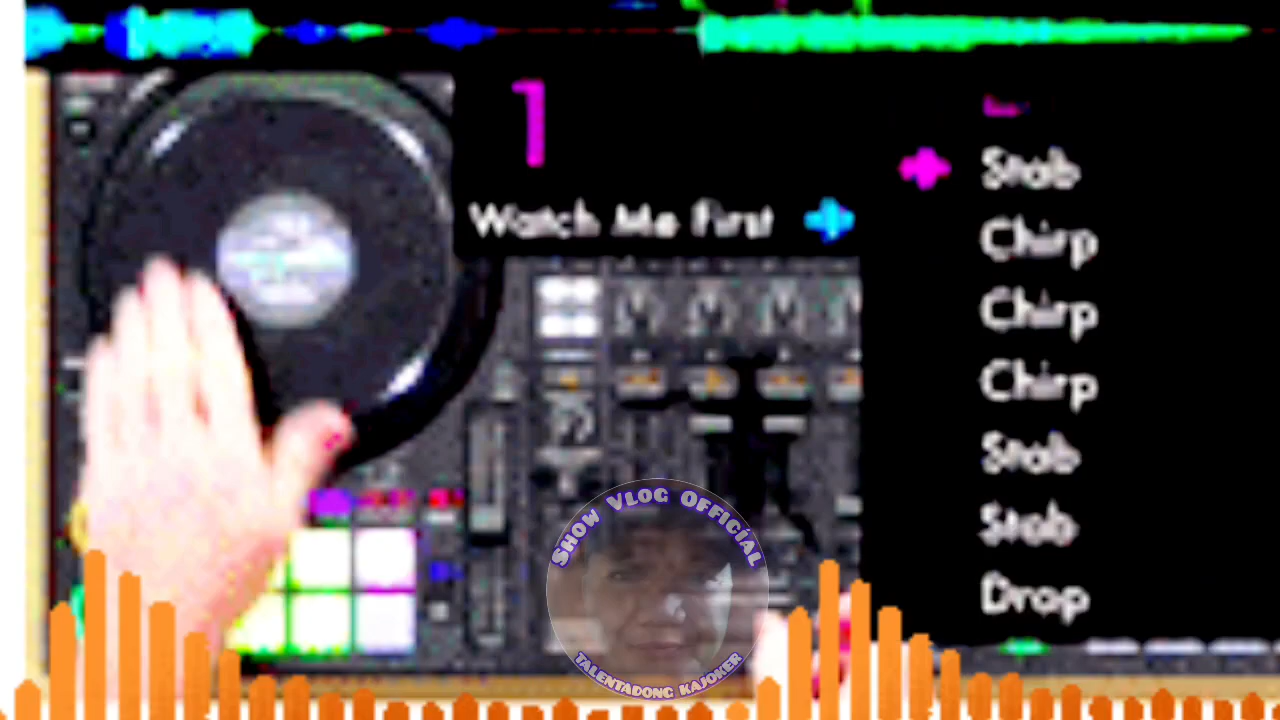 1
Watch Me First
Stab
Chirp
Chirp
Chirp
Stab
Stab
Drop
Show Vlog Official
TALENTADONG KAJOKER